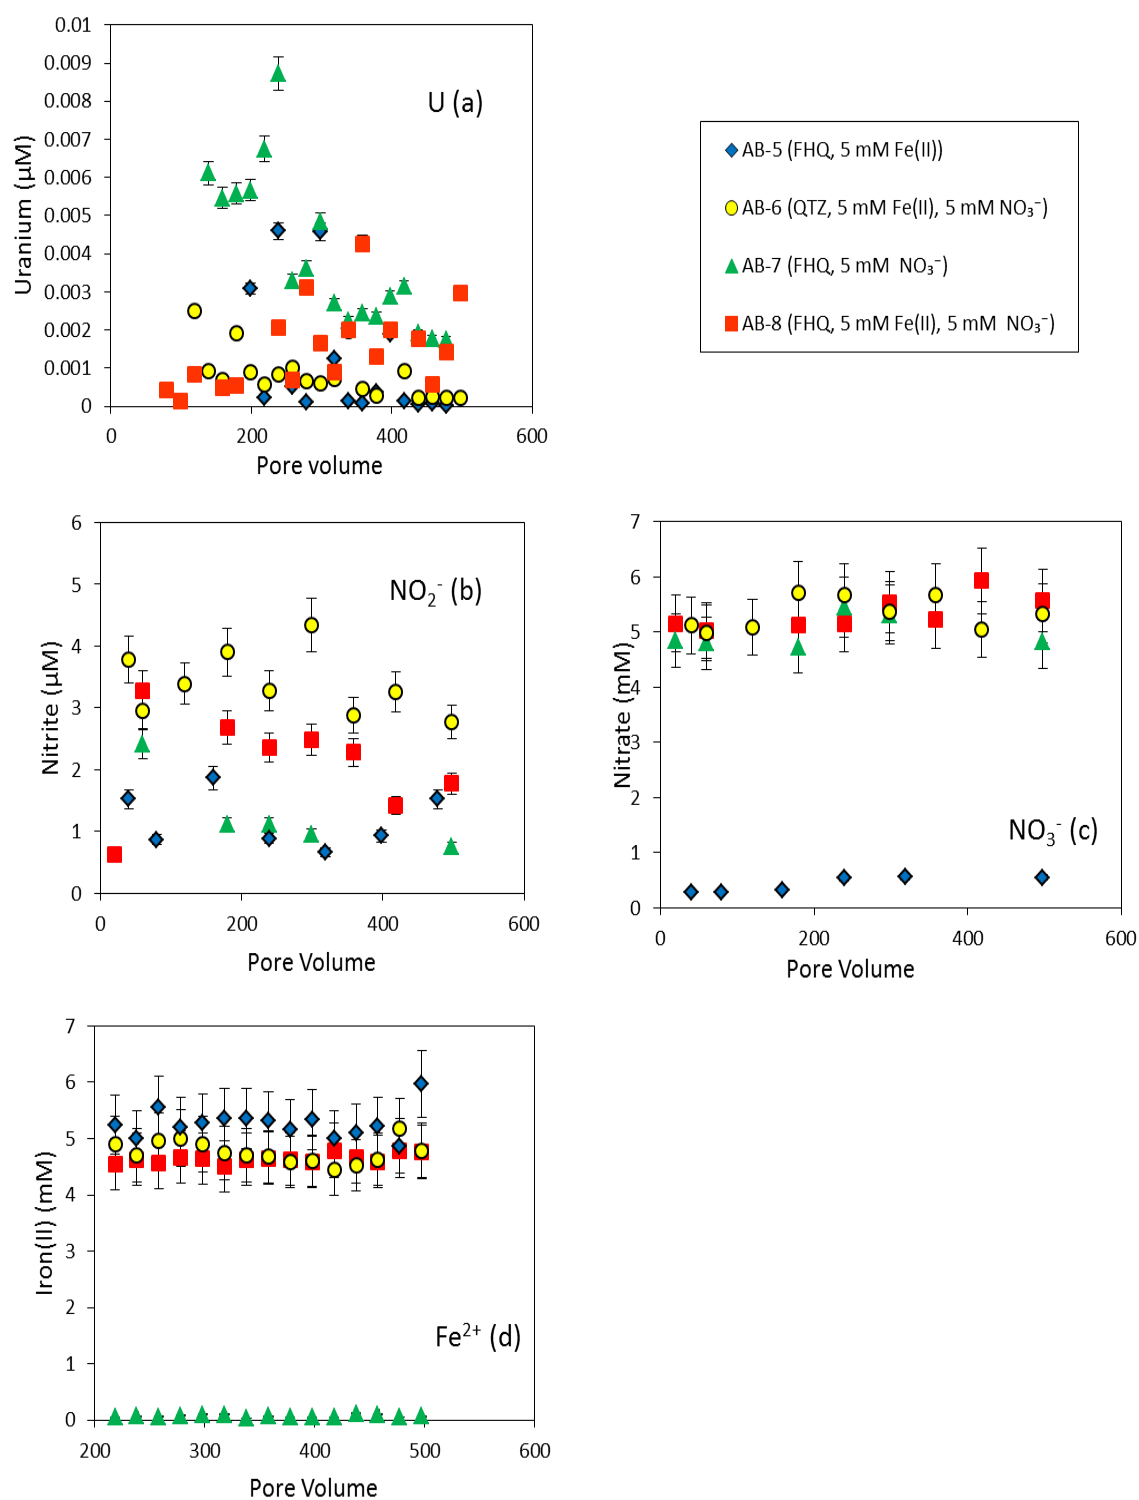 0.01
0.009
0.008
0.007
0.006
0.005
0.004
0.003
0.002
0.001
0
Uranium (µM)
U (a)
0 200 400 600
Pore volume
AB-5 (FHQ, 5 mM Fe(II))
AB-6 (QTZ, 5 mM Fe(II), 5 mM NO₃⁻)
AB-7 (FHQ, 5 mM NO₃⁻)
AB-8 (FHQ, 5 mM Fe(II), 5 mM NO₃⁻)
6
5
4
3
2
1
0
Nitrite (µM)
NO₂⁻ (b)
0 200 400 600
Pore Volume
7
6
5
4
3
2
1
0
Nitrate (mM)
NO₃⁻ (c)
0 200 400 600
Pore Volume
7
6
5
4
3
2
1
0
Iron(II) (mM)
Fe²⁺ (d)
200 300 400 500 600
Pore Volume